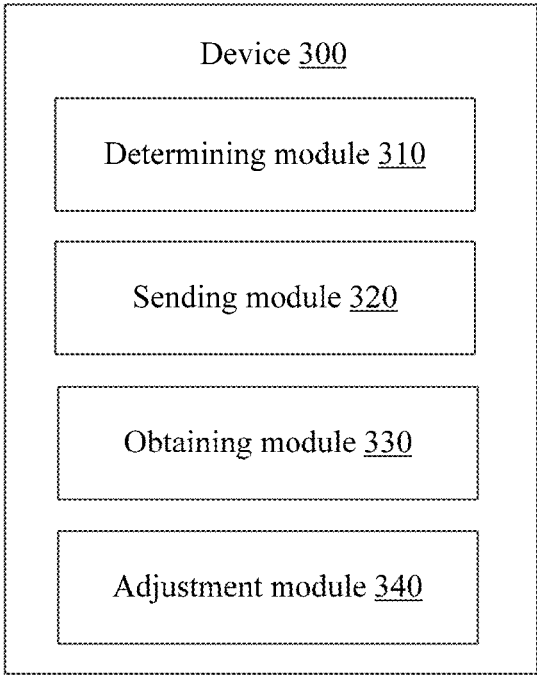 Device 300
Determining module 310
Sending module 320
Obtaining module 330
Adjustment module 340